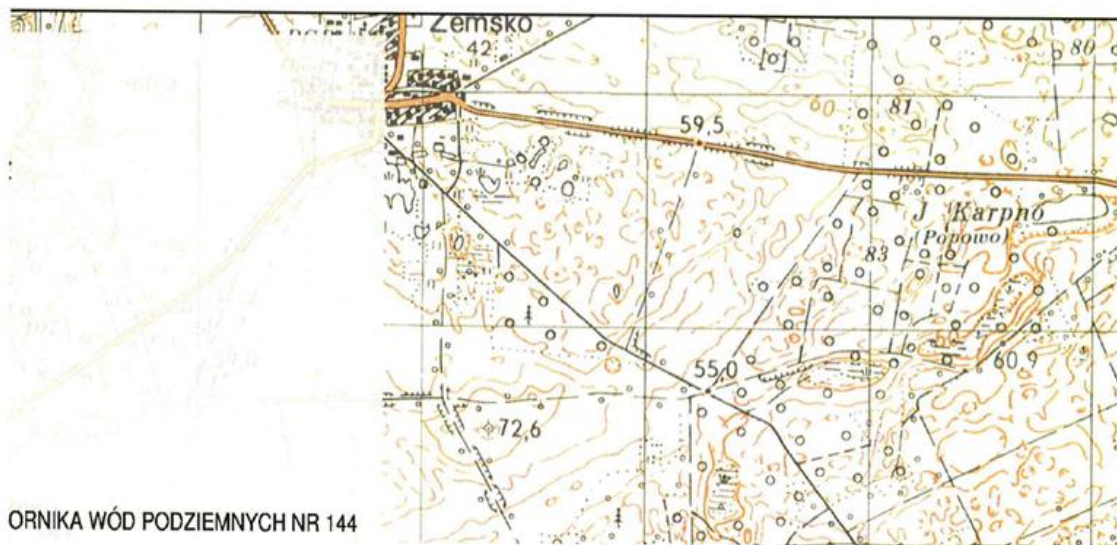 Zemsko
42
80
60
81
59,5
J. Karpno
(Popowo)
83
55,0
60,9
72,6
ORNIKA WÓD PODZIEMNYCH NR 144